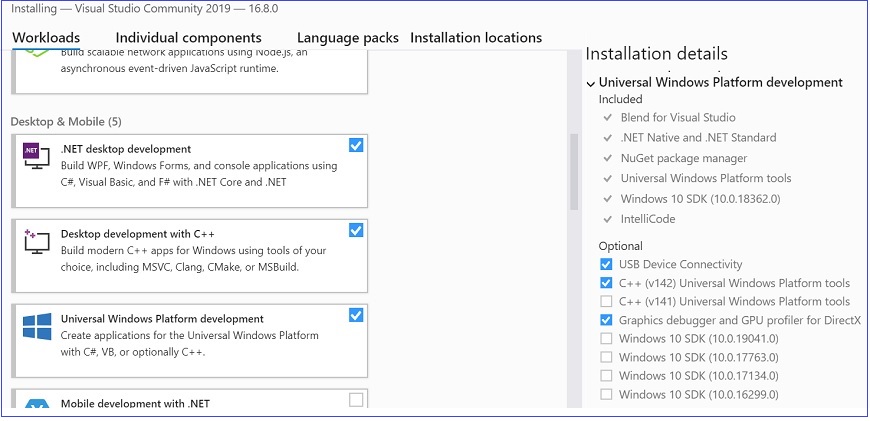 Installing — Visual Studio Community 2019 — 16.8.0
Workloads Individual components Language packs Installation locations
Build scalable network applications using Node.js, an
asynchronous event-driven JavaScript runtime.
Desktop & Mobile (5)
.NET
.NET desktop development
Build WPF, Windows Forms, and console applications using
C#, Visual Basic, and F# with .NET Core and .NET
Desktop development with C++
Build modern C++ apps for Windows using tools of your
choice, including MSVC, Clang, CMake, or MSBuild.
Universal Windows Platform development
Create applications for the Universal Windows Platform
with C#, VB, or optionally C++.
Mobile development with .NET
Installation details
Universal Windows Platform development
Included
Blend for Visual Studio
.NET Native and .NET Standard
NuGet package manager
Universal Windows Platform tools
Windows 10 SDK (10.0.18362.0)
IntelliCode
Optional
USB Device Connectivity
C++ (v142) Universal Windows Platform tools
C++ (v141) Universal Windows Platform tools
Graphics debugger and GPU profiler for DirectX
Windows 10 SDK (10.0.19041.0)
Windows 10 SDK (10.0.17763.0)
Windows 10 SDK (10.0.17134.0)
Windows 10 SDK (10.0.16299.0)